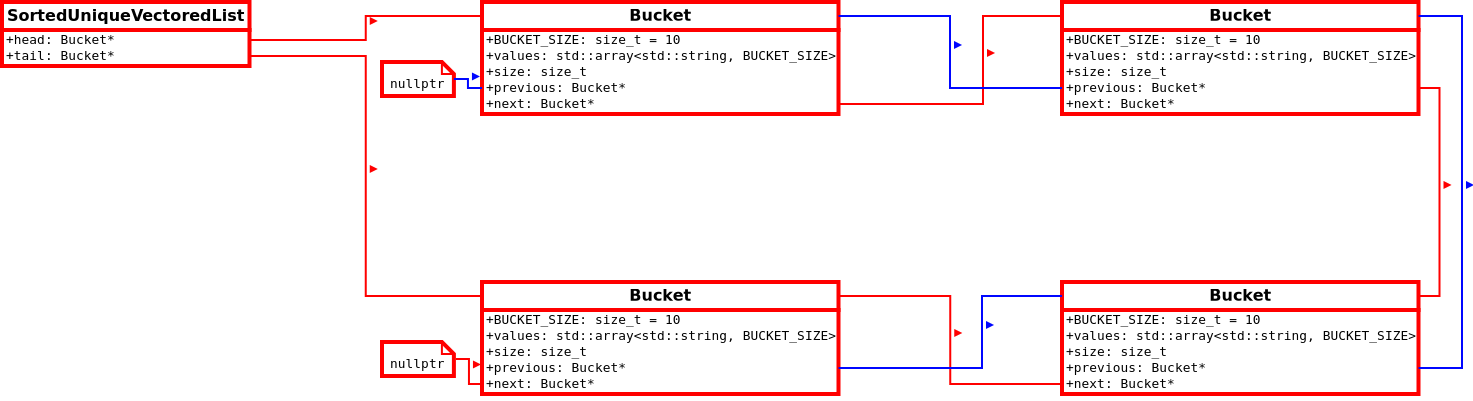 SortedUniqueVectoredList
+head: Bucket*
+tail: Bucket*
Bucket
+BUCKET_SIZE: size_t = 10
+values: std::array<std::string, BUCKET_SIZE>
+size: size_t
+previous: Bucket*
+next: Bucket*
nullptr
Bucket
+BUCKET_SIZE: size_t = 10
+values: std::array<std::string, BUCKET_SIZE>
+size: size_t
+previous: Bucket*
+next: Bucket*
Bucket
+BUCKET_SIZE: size_t = 10
+values: std::array<std::string, BUCKET_SIZE>
+size: size_t
+previous: Bucket*
+next: Bucket*
nullptr
Bucket
+BUCKET_SIZE: size_t = 10
+values: std::array<std::string, BUCKET_SIZE>
+size: size_t
+previous: Bucket*
+next: Bucket*